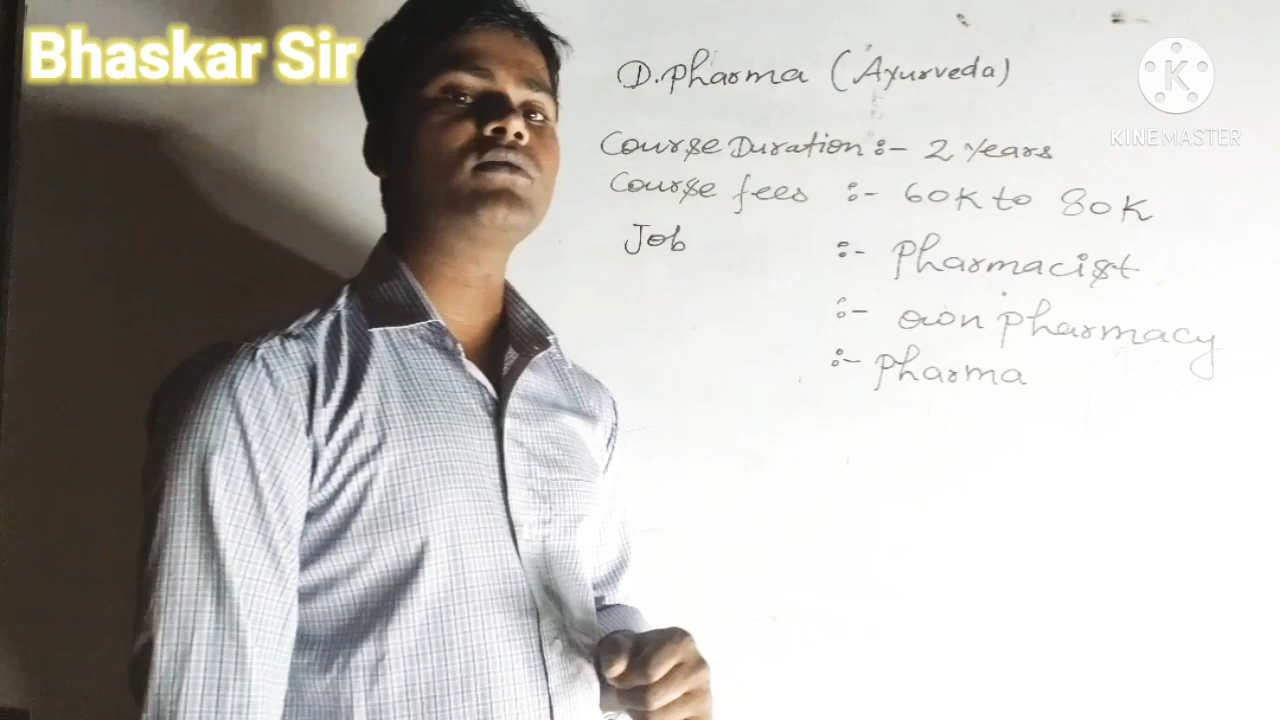 Bhaskar Sir
D.pharma (Ayurveda)
Course Duration :- 2 years
Course fees :- 60K to 80K
Job :- Pharmacist
:- own pharmacy
:- Pharma
K
KINEMASTER